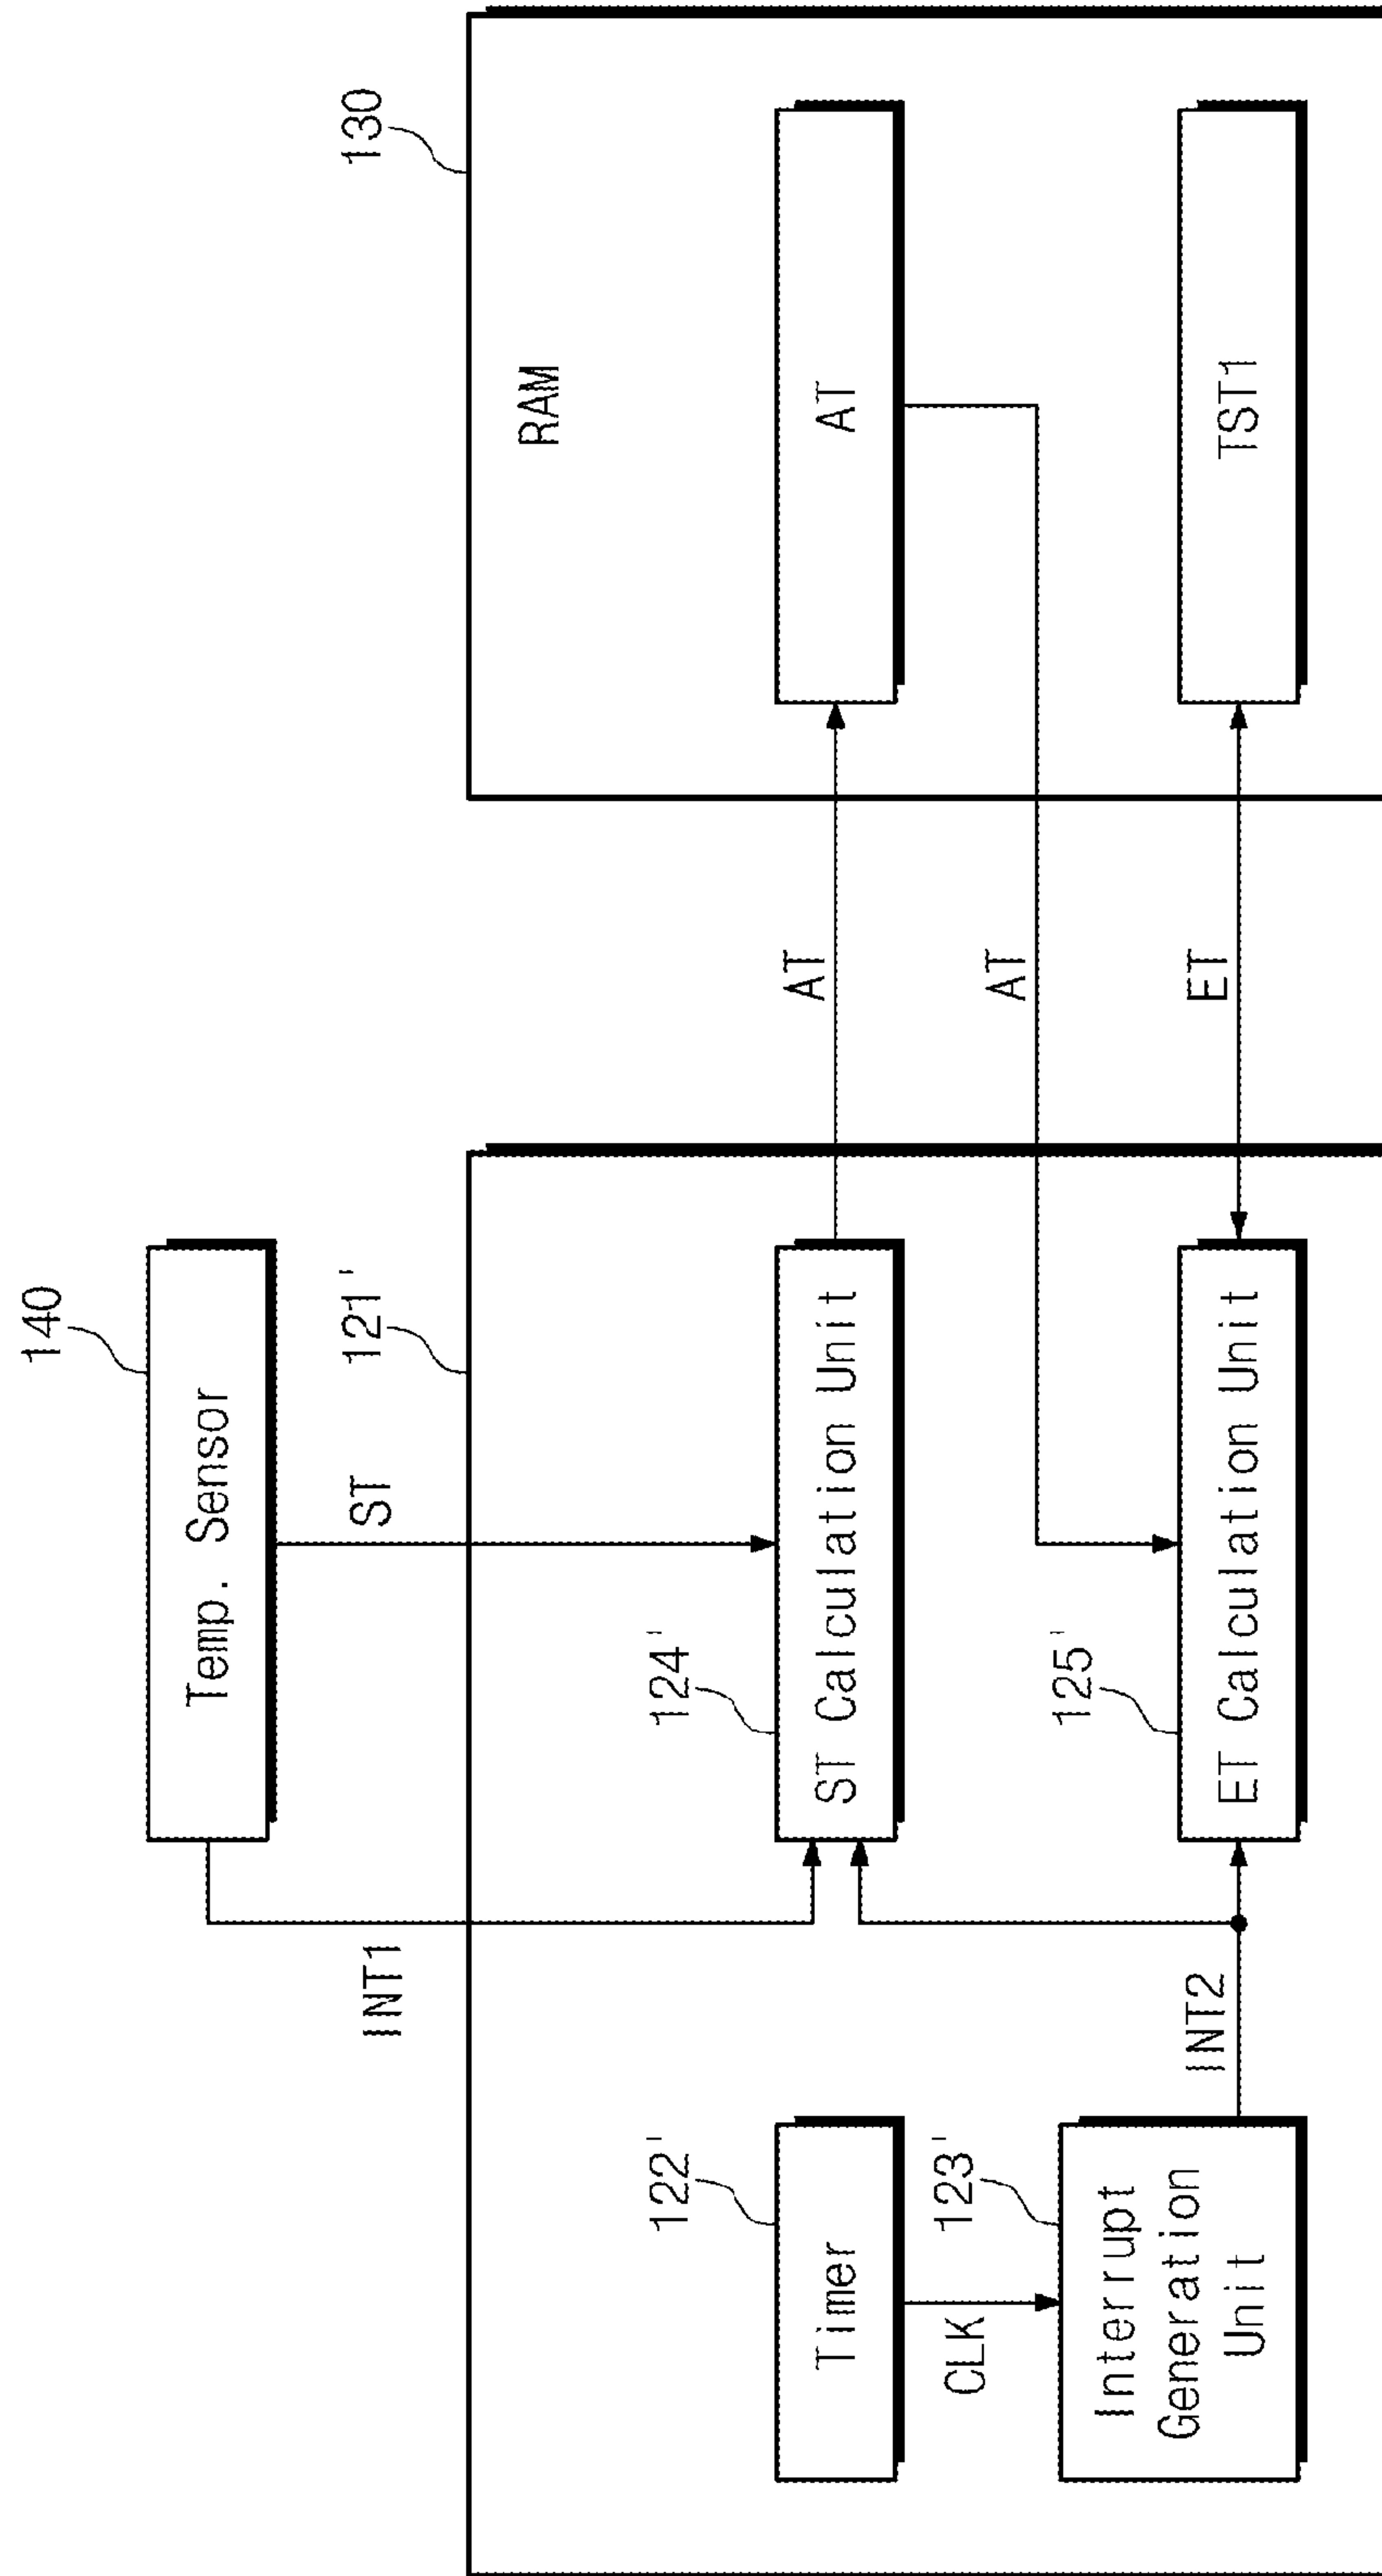 140
Temp. Sensor
130
121'
ST
INT1
RAM
122'
124'
Timer
ST Calculation Unit
AT
AT
CLK
123'
125'
AT
Interrupt
Generation
Unit
INT2
ET Calculation Unit
ET
TST1